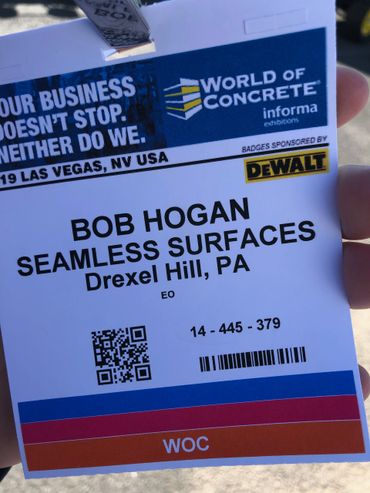 OUR BUSINESS
DOESN'T STOP.
NEITHER DO WE.
WORLD OF
CONCRETE
informa
exhibitions
19 LAS VEGAS, NV USA
BADGES SPONSORED BY
DEWALT
BOB HOGAN
SEAMLESS SURFACES
Drexel Hill, PA
EO
14 - 445 - 379
WOC